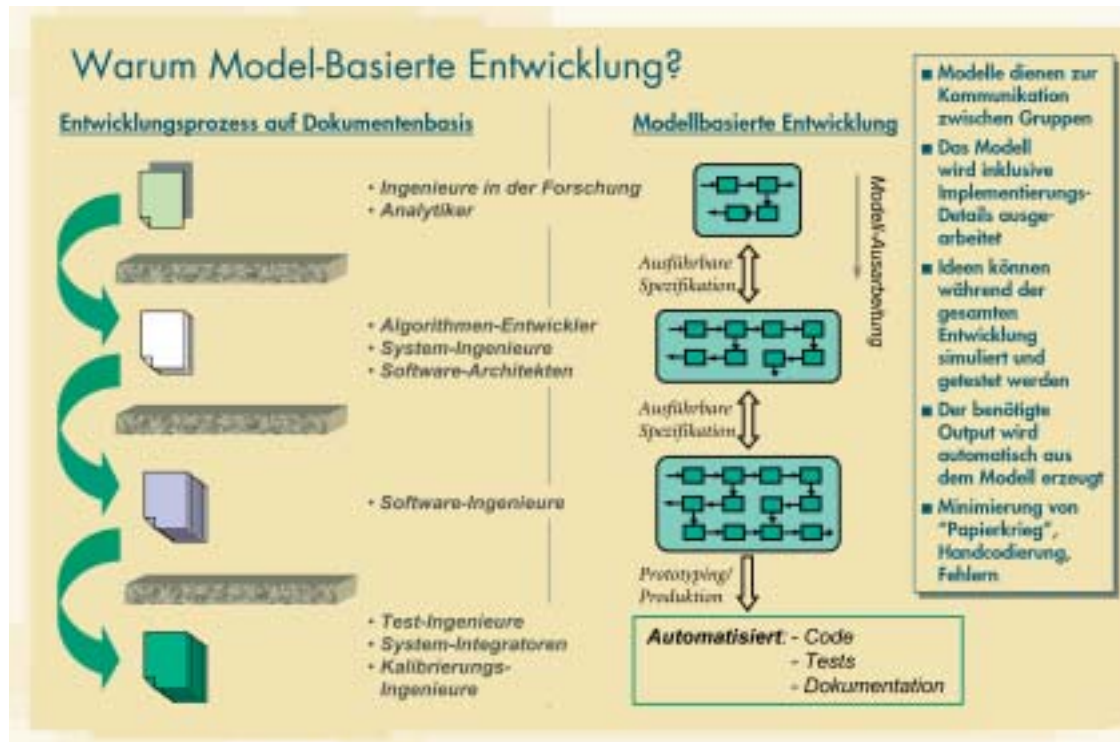 Warum Model-Basierte Entwicklung?
Entwicklungsprozess auf Dokumentenbasis
• Ingenieure in der Forschung
• Analytiker
• Algorithmen-Entwickler
• System-Ingenieure
• Software-Architekten
• Software-Ingenieure
• Test-Ingenieure
• System-Integratoren
• Kalibrierungs-
Ingenieure
Modellbasierte Entwicklung
Modell-Ausarbeitung
Ausführbare
Spezifikation
Ausführbare
Spezifikation
Prototyping/
Produktion
Automatisiert: - Code
- Tests
- Dokumentation
■ Modelle dienen zur
Kommunikation
zwischen Gruppen
■ Das Modell
wird inklusive
Implementierungs-
Details ausge-
arbeitet
■ Ideen können
während der
gesamten
Entwicklung
simuliert und
getestet werden
■ Der benötigte
Output wird
automatisch aus
dem Modell erzeugt
■ Minimierung von
"Papierkrieg",
Handcodierung,
Fehlern